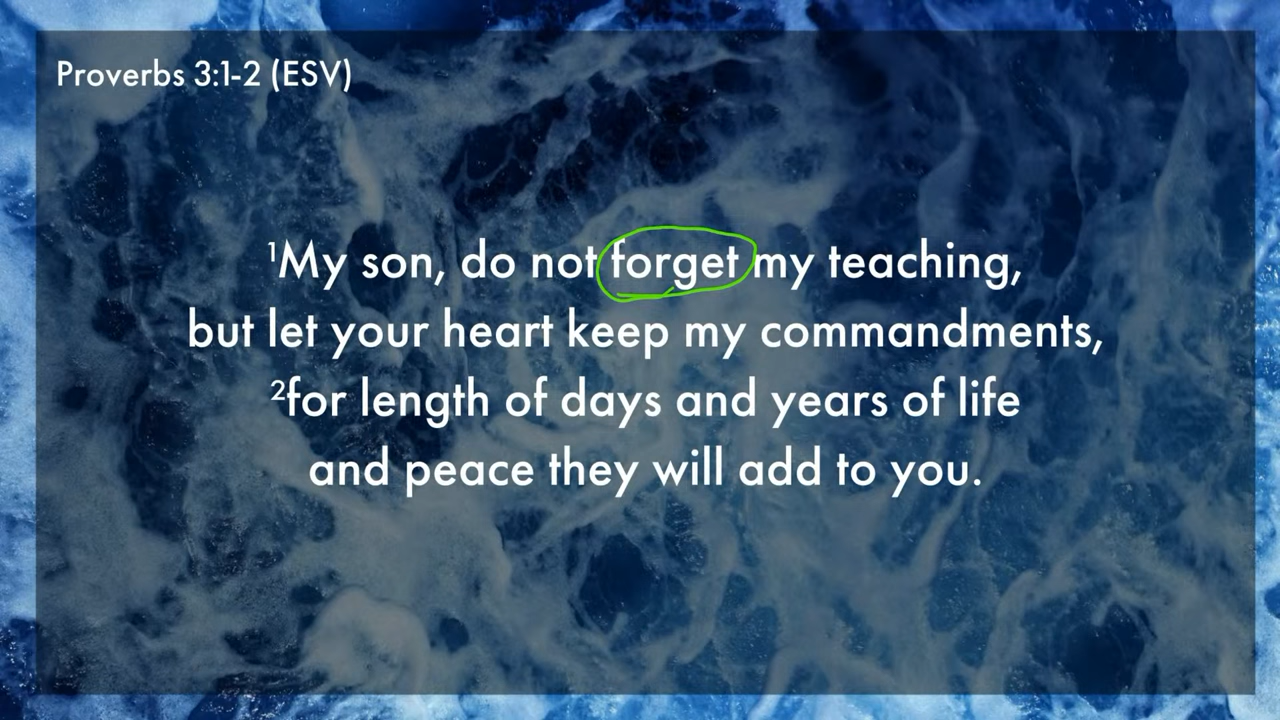 Proverbs 3:1-2 (ESV)
¹My son, do not forget my teaching,
but let your heart keep my commandments,
²for length of days and years of life
and peace they will add to you.